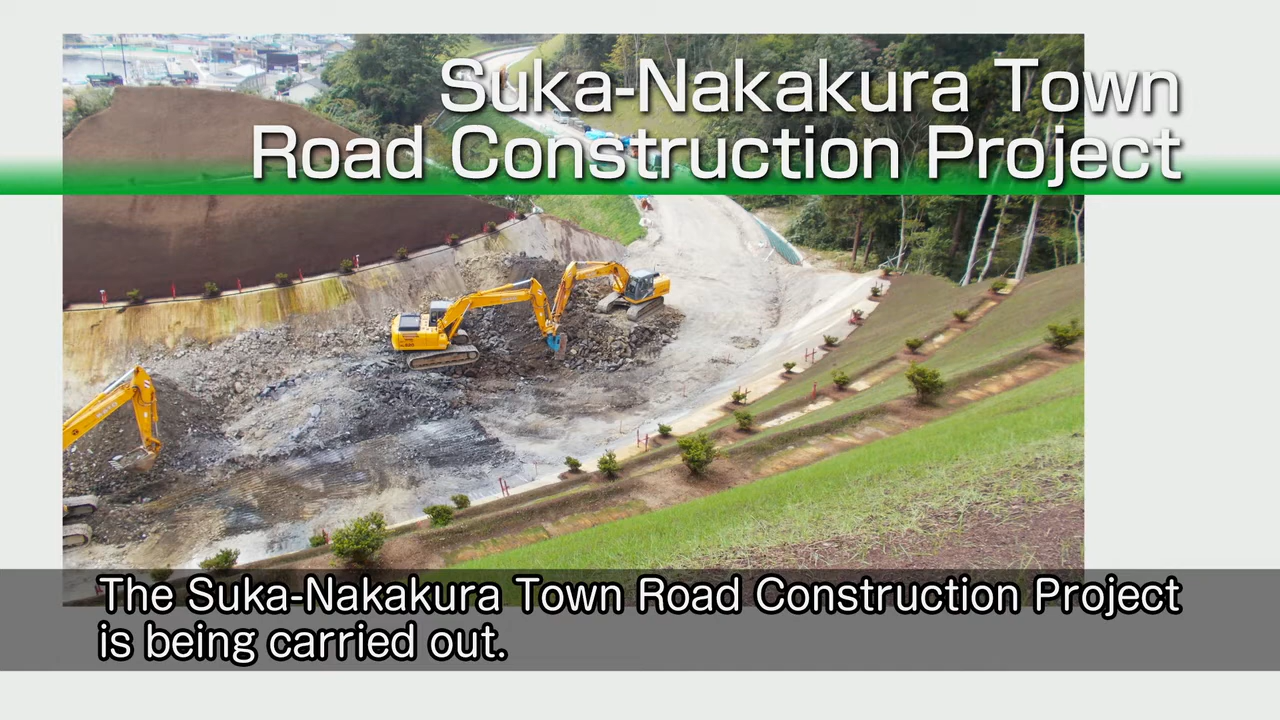 Suka-Nakakura Town
Road Construction Project
The Suka-Nakakura Town Road Construction Project
is being carried out.